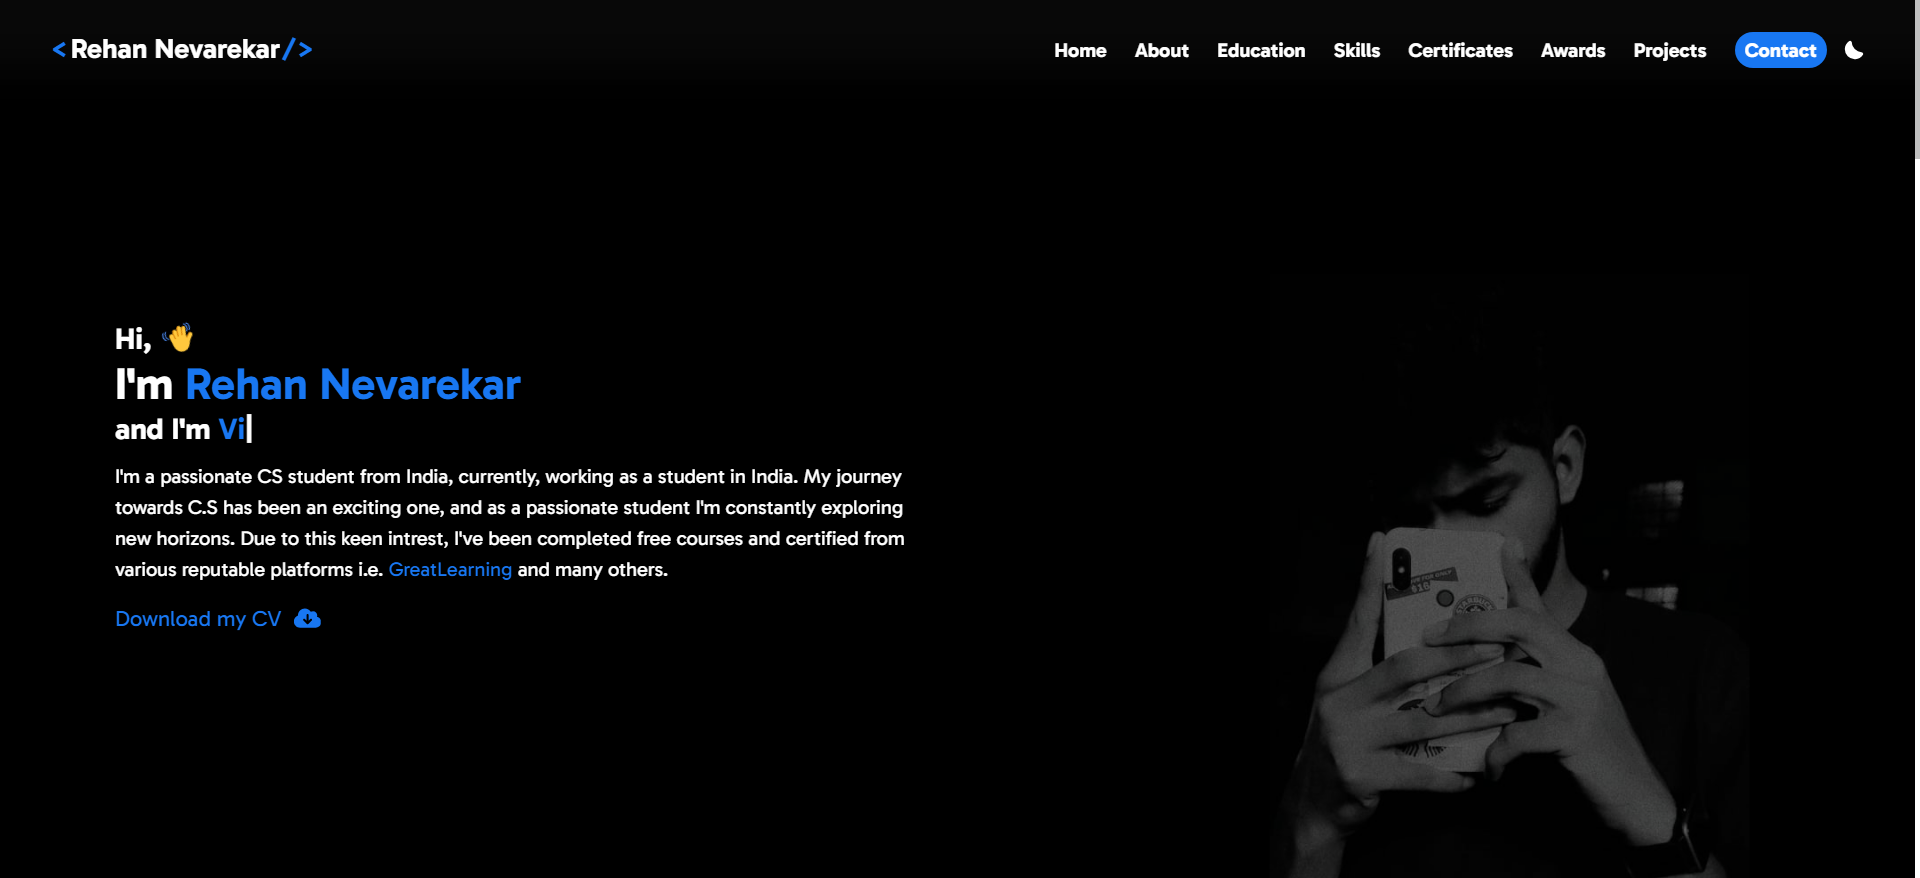 <Rehan Nevarekar/>
Home About Education Skills Certificates Awards Projects Contact
Hi, 👋
I'm Rehan Nevarekar
and I'm Vi|
I'm a passionate CS student from India, currently, working as a student in India. My journey
towards C.S has been an exciting one, and as a passionate student I'm constantly exploring
new horizons. Due to this keen intrest, I've been completed free courses and certified from
various reputable platforms i.e. GreatLearning and many others.
Download my CV
$16